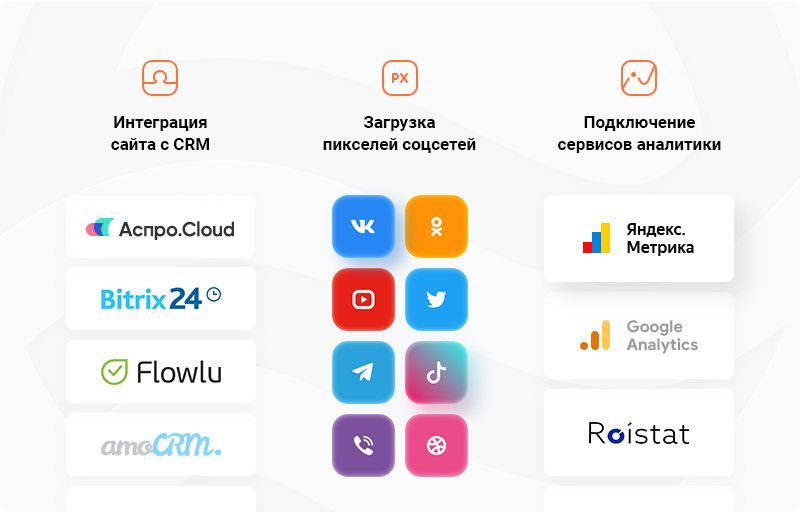 PX
Интеграция
сайта с CRM
Загрузка
пикселей соцсетей
Подключение
сервисов аналитики
Аспро.Cloud
Bitrix24
Flowlu
amoCRM.
Яндекс.
Метрика
Google
Analytics
Roistat